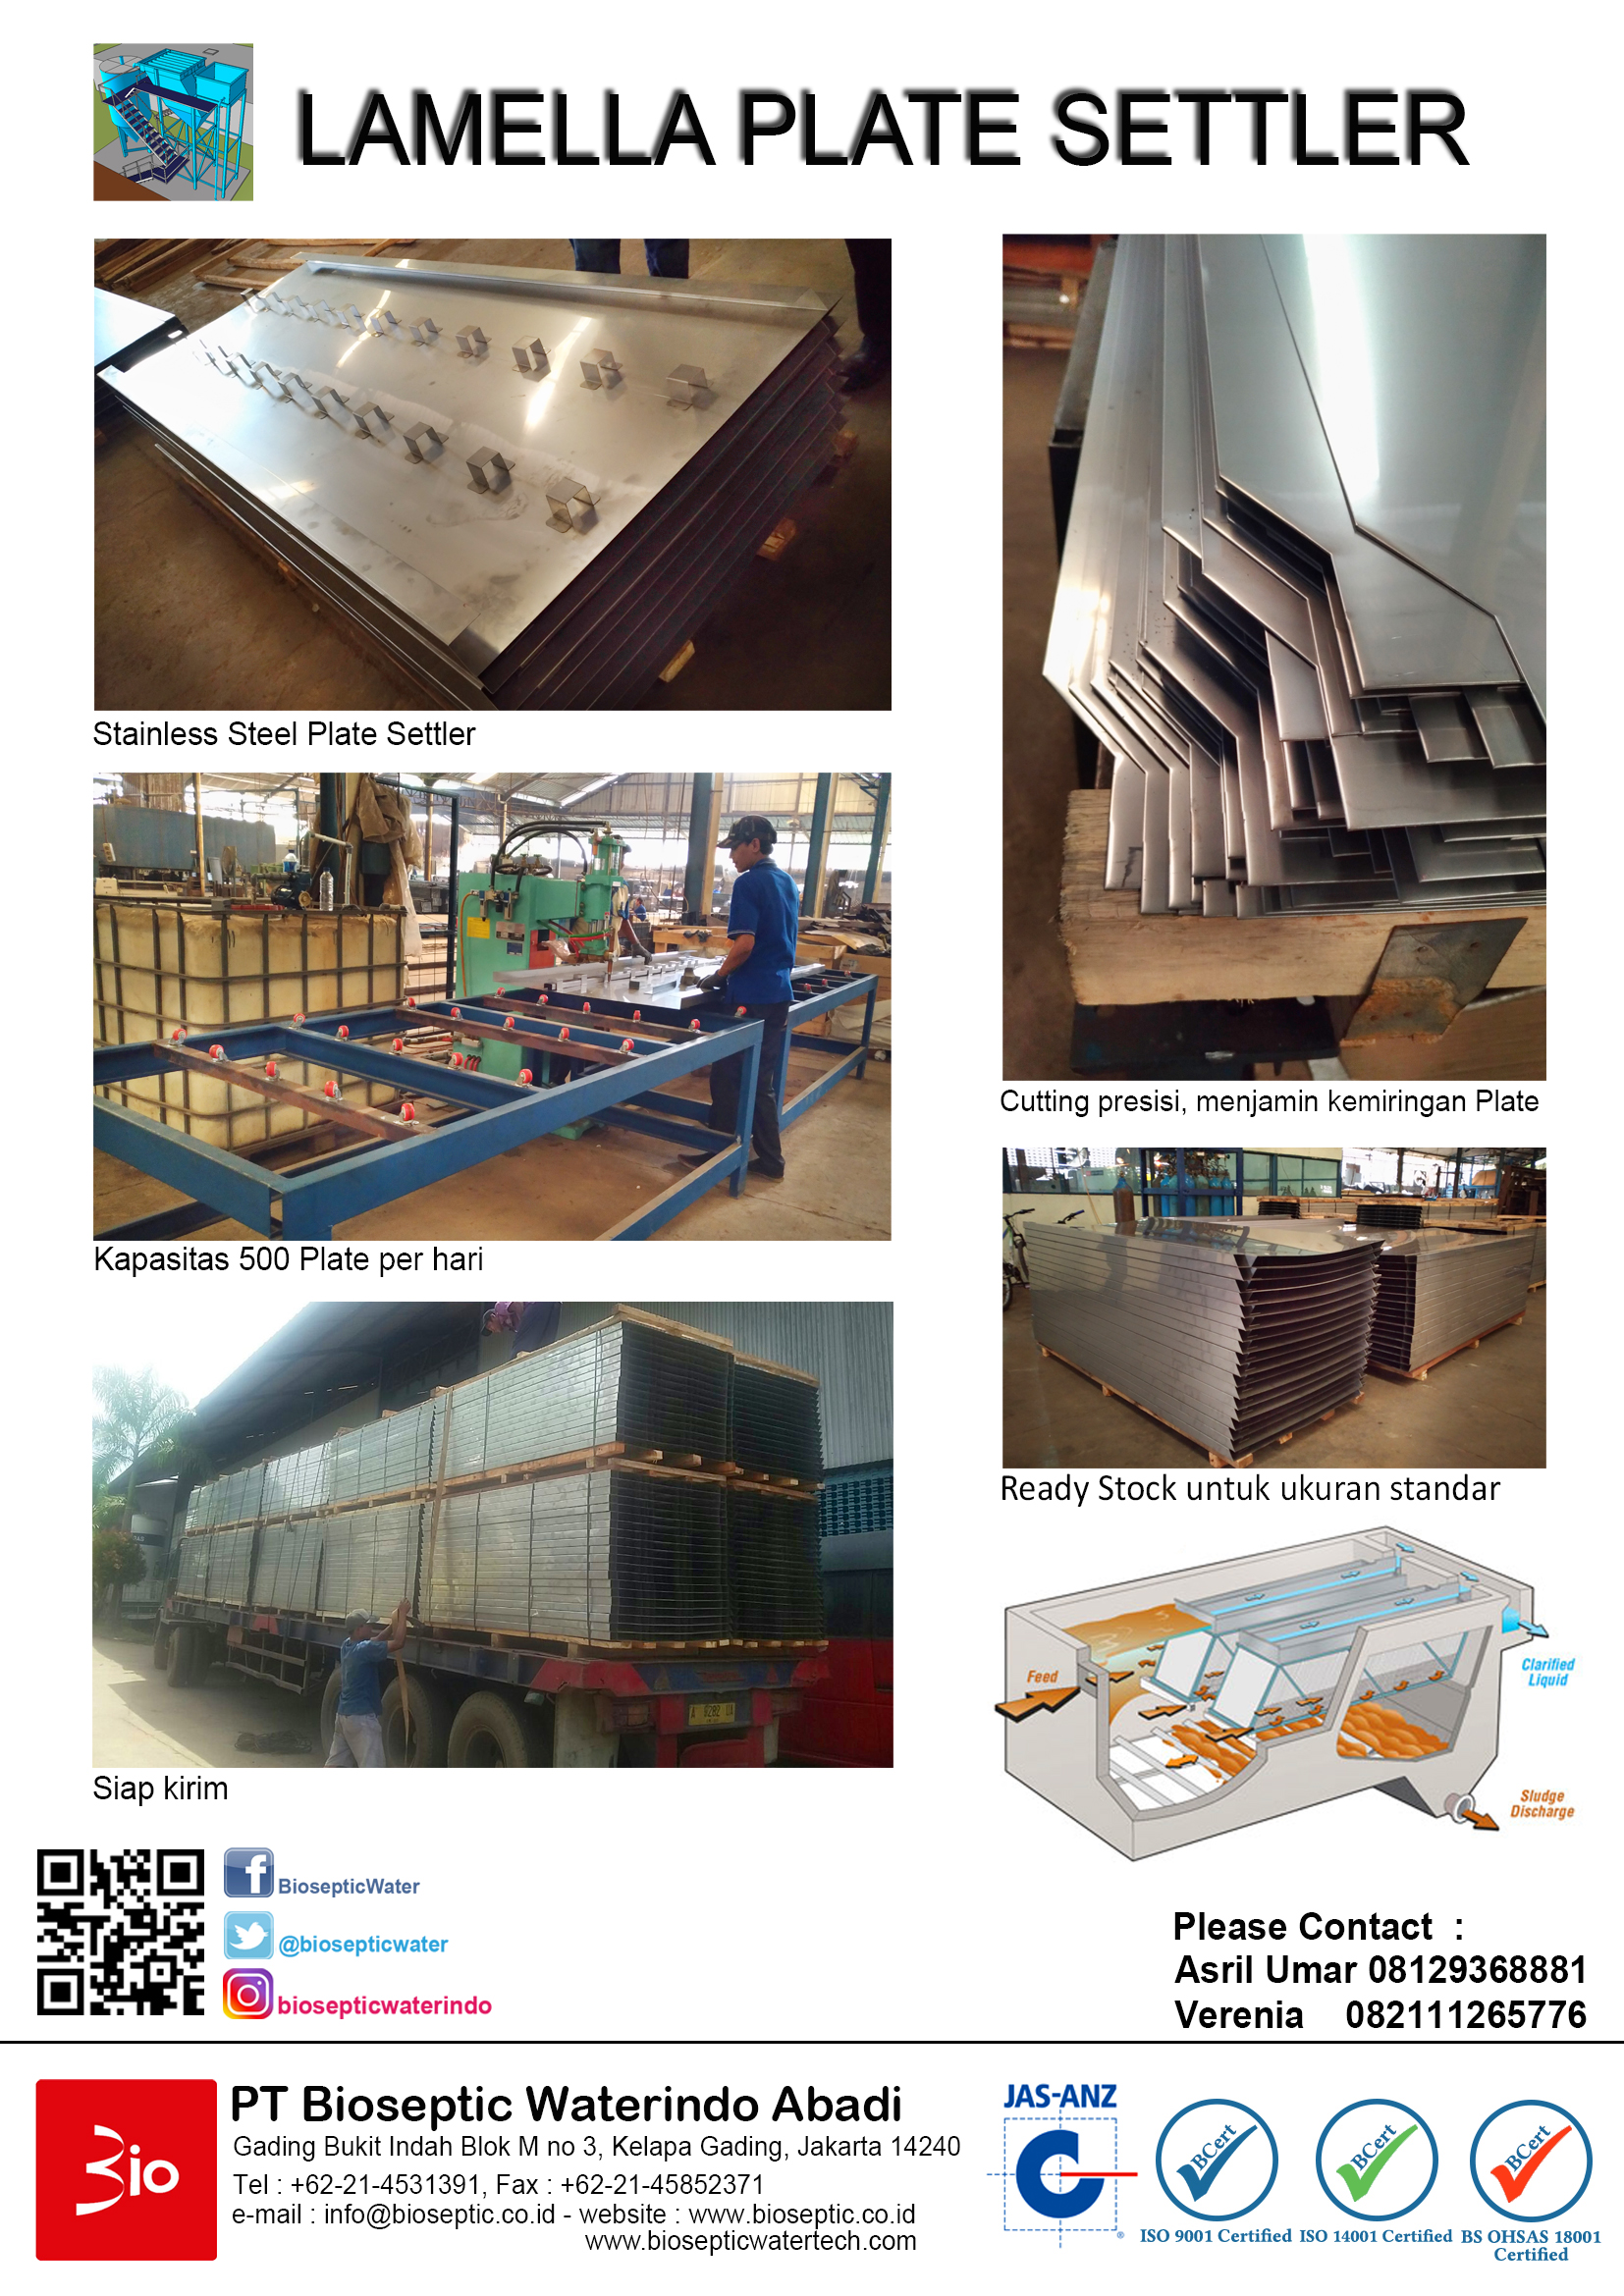 LAMELLA PLATE SETTLER
Stainless Steel Plate Settler
Cutting presisi, menjamin kemiringan Plate
Kapasitas 500 Plate per hari
Ready Stock untuk ukuran standar
Siap kirim
Feed
Clarified
Liquid
Sludge
Discharge
BiosepticWater
@biosepticwater
biosepticwaterindo
Please Contact :
Asril Umar 08129368881
Verenia 082111265776
Bio
PT Bioseptic Waterindo Abadi
Gading Bukit Indah Blok M no 3, Kelapa Gading, Jakarta 14240
Tel : +62-21-4531391, Fax : +62-21-45852371
e-mail : info@bioseptic.co.id - website : www.bioseptic.co.id
www.biosepticwatertech.com
JAS-ANZ
BCert
ISO 9001 Certified
BCert
ISO 14001 Certified
BCert
BS OHSAS 18001
Certified